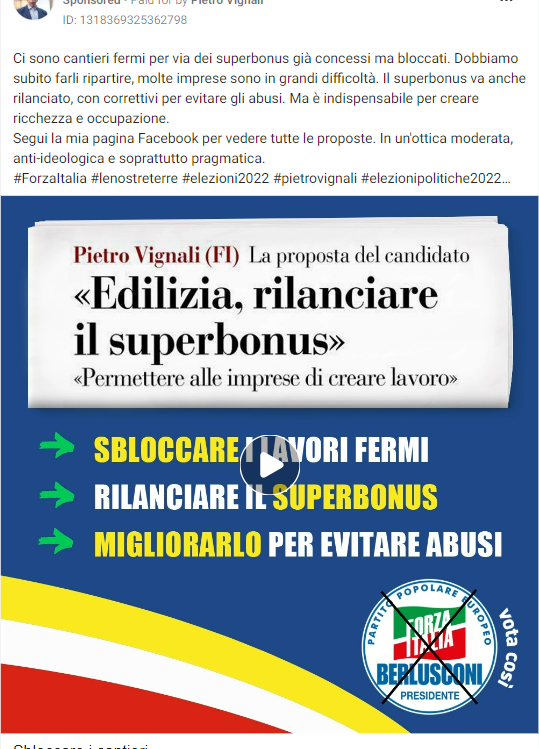 Sponsored • Paid for by Pietro Vignali
ID: 1318369325362798
Ci sono cantieri fermi per via dei superbonus già concessi ma bloccati. Dobbiamo
subito farli ripartire, molte imprese sono in grandi difficoltà. Il superbonus va anche
rilanciato, con correttivi per evitare gli abusi. Ma è indispensabile per creare
ricchezza e occupazione.
Segui la mia pagina Facebook per vedere tutte le proposte. In un'ottica moderata,
anti-ideologica e soprattutto pragmatica.
#ForzaItalia #lenostreterre #elezioni2022 #pietrovignali #elezionipolitiche2022...
Pietro Vignali (FI) La proposta del candidato
«Edilizia, rilanciare
il superbonus»
«Permettere alle imprese di creare lavoro»
SBLOCCARE I LAVORI FERMI
RILANCIARE IL SUPERBONUS
MIGLIORARLO PER EVITARE ABUSI
PARTITO POPOLARE EUROPEO
FORZA
ITALIA
BERLUSCONI
PRESIDENTE
vota così
Sbloccare i cantieri